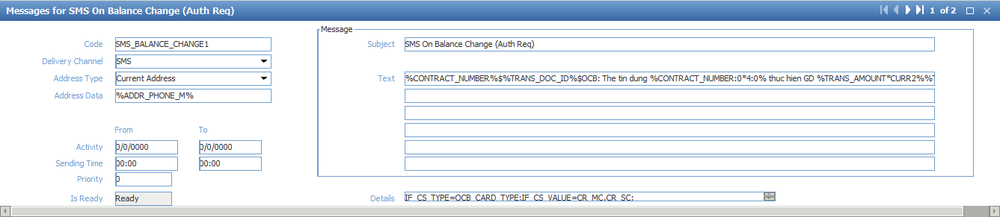 Messages for SMS On Balance Change (Auth Req)
1 of 2
Message
Code SMS_BALANCE_CHANGE1
Subject SMS On Balance Change (Auth Req)
Delivery Channel SMS
Address Type Current Address
Text %CONTRACT_NUMBER%$%TRANS_DOC_ID%$OCB: The tin dung %CONTRACT_NUMBER:0*4:0% thuc hien GD %TRANS_AMOUNT*CURR2%%T
Address Data %ADDR_PHONE_M%
From To
Activity 0/0/0000 0/0/0000
Sending Time 00:00 00:00
Priority 0
Is Ready Ready
Details IF_CS_TYPE=OCB_CARD_TYPE;IF_CS_VALUE=CR_MC,CR_SC;